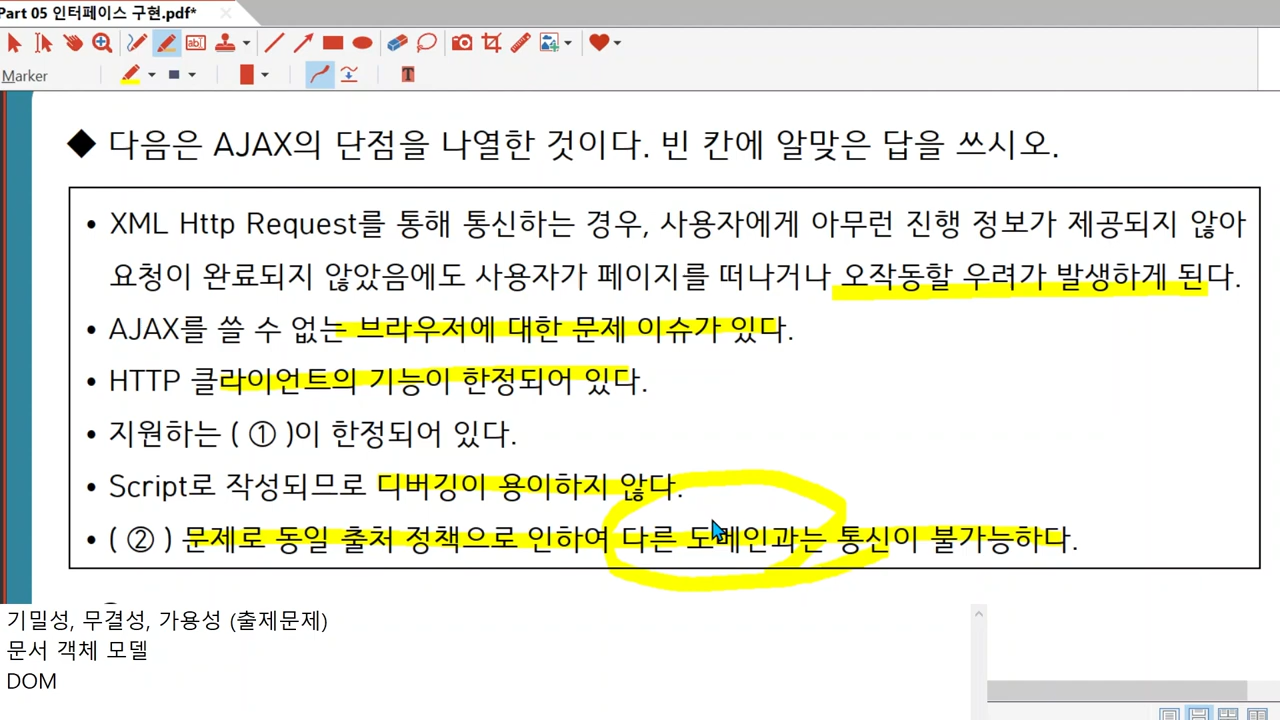 Part 05 인터페이스 구현.pdf*
Marker
◆ 다음은 AJAX의 단점을 나열한 것이다. 빈 칸에 알맞은 답을 쓰시오.
• XML Http Request를 통해 통신하는 경우, 사용자에게 아무런 진행 정보가 제공되지 않아
요청이 완료되지 않았음에도 사용자가 페이지를 떠나거나 오작동할 우려가 발생하게 된다.
• AJAX를 쓸 수 없는 브라우저에 대한 문제 이슈가 있다.
• HTTP 클라이언트의 기능이 한정되어 있다.
• 지원하는 ( ① )이 한정되어 있다.
• Script로 작성되므로 디버깅이 용이하지 않다.
• ( ② ) 문제로 동일 출처 정책으로 인하여 다른 도메인과는 통신이 불가능하다.
기밀성, 무결성, 가용성 (출제문제)
문서 객체 모델
DOM